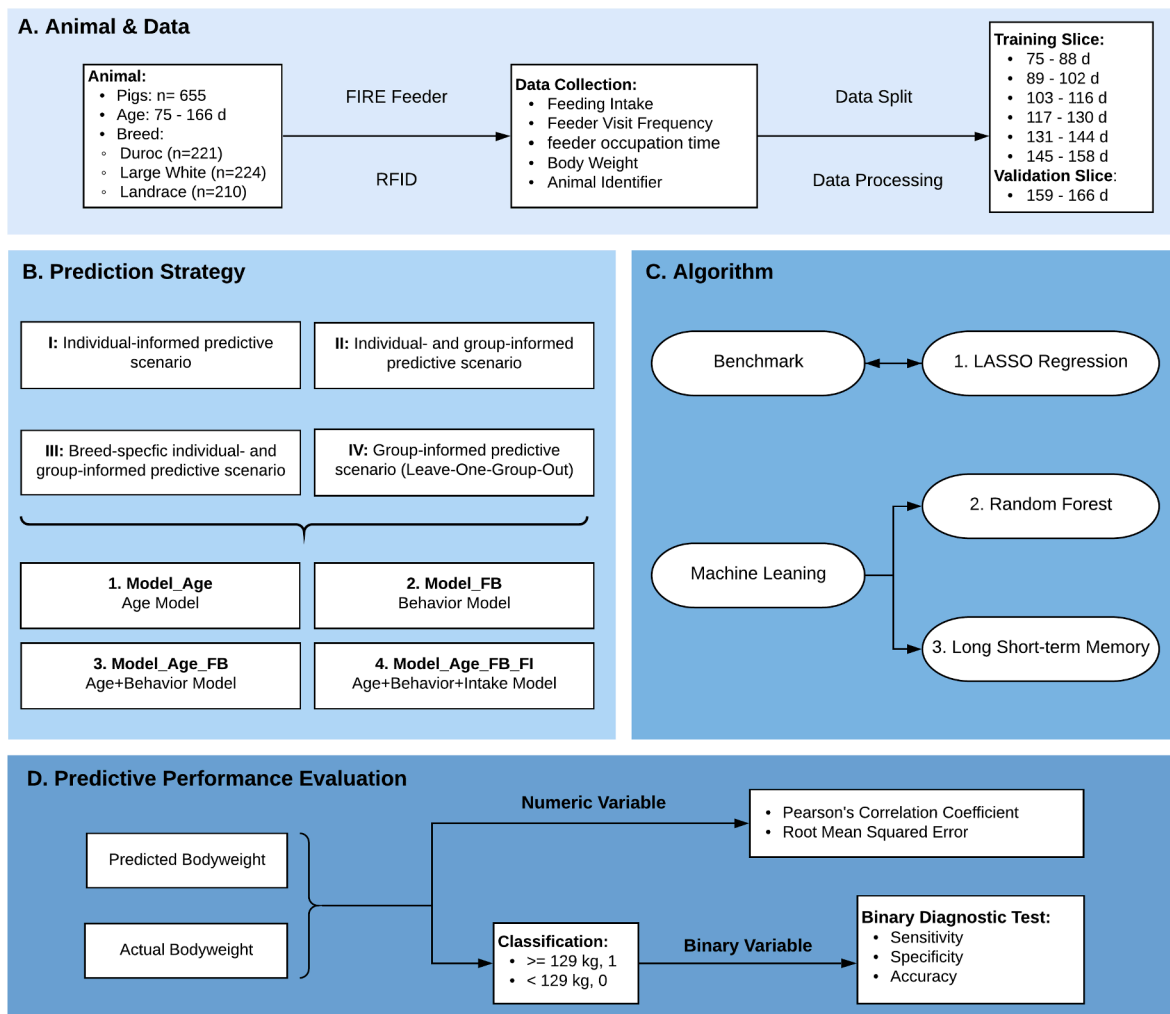 A. Animal & Data
Animal:
• Pigs: n= 655
• Age: 75 - 166 d
• Breed:
◦ Duroc (n=221)
◦ Large White (n=224)
◦ Landrace (n=210)
FIRE Feeder
RFID
Data Collection:
• Feeding Intake
• Feeder Visit Frequency
• feeder occupation time
• Body Weight
• Animal Identifier
Data Split
Data Processing
Training Slice:
• 75 - 88 d
• 89 - 102 d
• 103 - 116 d
• 117 - 130 d
• 131 - 144 d
• 145 - 158 d
Validation Slice:
• 159 - 166 d
B. Prediction Strategy
I: Individual-informed predictive
scenario
II: Individual- and group-informed
predictive scenario
III: Breed-specfic individual- and
group-informed predictive scenario
IV: Group-informed predictive
scenario (Leave-One-Group-Out)
1. Model_Age
Age Model
2. Model_FB
Behavior Model
3. Model_Age_FB
Age+Behavior Model
4. Model_Age_FB_FI
Age+Behavior+Intake Model
C. Algorithm
Benchmark
1. LASSO Regression
Machine Leaning
2. Random Forest
3. Long Short-term Memory
D. Predictive Performance Evaluation
Predicted Bodyweight
Actual Bodyweight
Numeric Variable
• Pearson's Correlation Coefficient
• Root Mean Squared Error
Classification:
• >= 129 kg, 1
• < 129 kg, 0
Binary Variable
Binary Diagnostic Test:
• Sensitivity
• Specificity
• Accuracy